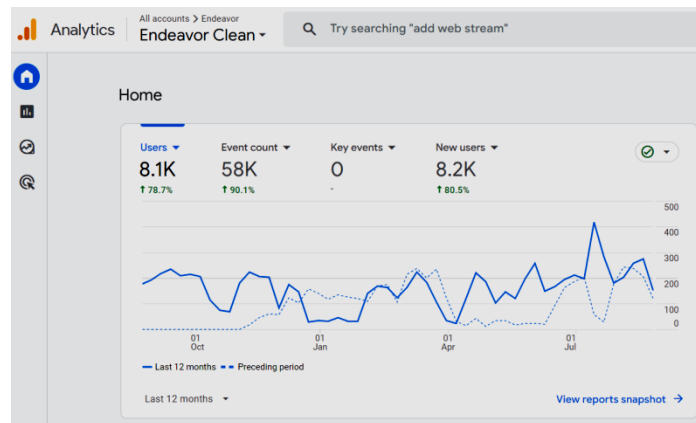 Analytics
All accounts > Endeavor
Endeavor Clean
Try searching "add web stream"
Home
Users
8.1K
↑ 78.7%
Event count
58K
↑ 90.1%
Key events
0
-
New users
8.2K
↑ 80.5%
500
400
300
200
100
0
01
Oct
01
Jan
01
Apr
01
Jul
Last 12 months
Preceding period
Last 12 months
View reports snapshot →